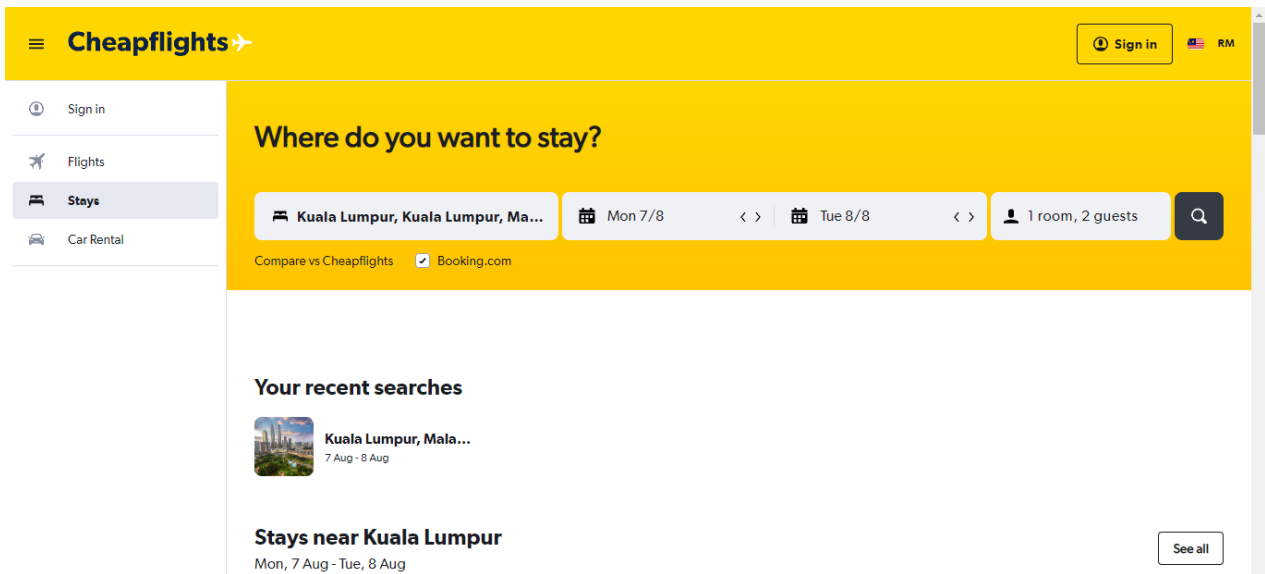 Cheapflights
Sign in
RM
Sign in
Flights
Stays
Car Rental
Where do you want to stay?
Kuala Lumpur, Kuala Lumpur, Ma...
Mon 7/8
Tue 8/8
1 room, 2 guests
Compare vs Cheapflights
Booking.com
Your recent searches
Kuala Lumpur, Mala...
7 Aug - 8 Aug
Stays near Kuala Lumpur
See all
Mon, 7 Aug - Tue, 8 Aug